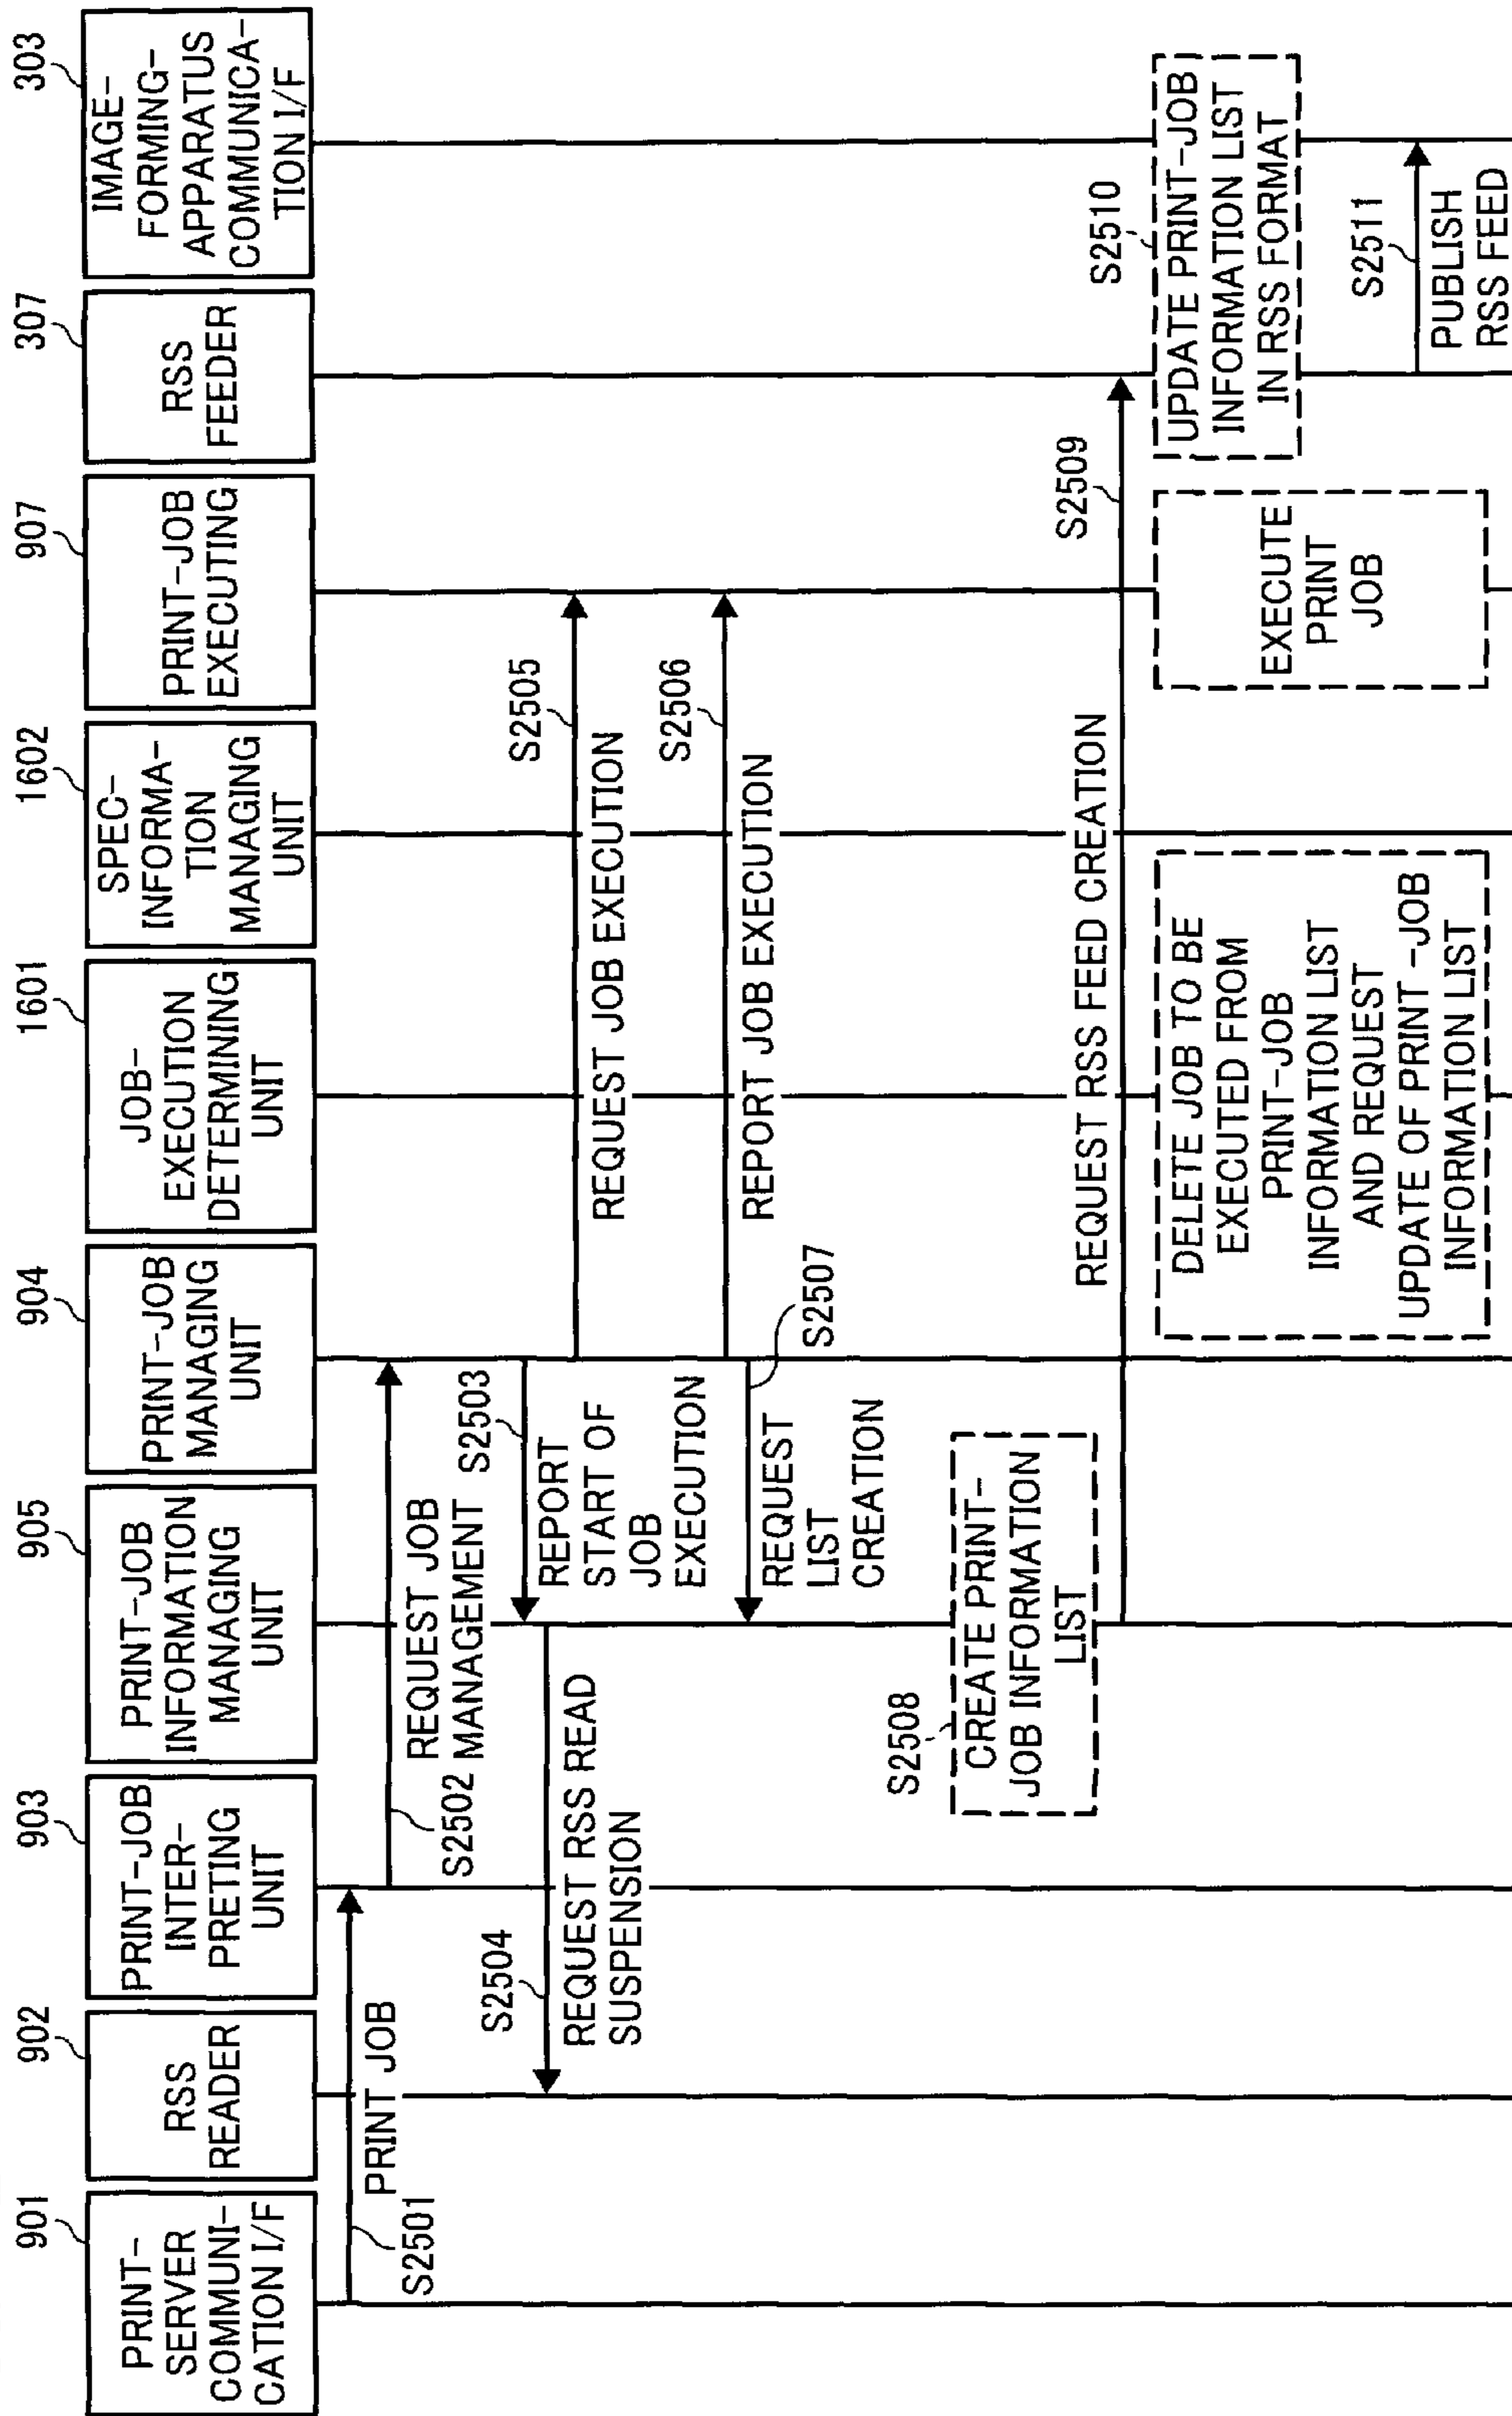 901
PRINT-
SERVER
COMMUNI-
CATION I/F
902
RSS
READER
903
PRINT-JOB
INTER-
PRETING
UNIT
905
PRINT-JOB
INFORMATION
MANAGING
UNIT
904
PRINT-JOB
MANAGING
UNIT
1601
JOB-
EXECUTION
DETERMINING
UNIT
1602
SPEC-
INFORMA-
TION
MANAGING
UNIT
907
PRINT-JOB
EXECUTING
307
RSS
FEEDER
303
IMAGE-
FORMING-
APPARATUS
COMMUNICA-
TION I/F
PRINT JOB
S2501
REQUEST JOB
MANAGEMENT
S2502
S2503
REPORT
START OF
JOB
EXECUTION
S2504
REQUEST RSS READ
SUSPENSION
S2505
REQUEST JOB EXECUTION
S2506
REPORT JOB EXECUTION
S2507
REQUEST
LIST
CREATION
S2508
CREATE PRINT-
JOB INFORMATION
LIST
REQUEST RSS FEED CREATION
S2509
DELETE JOB TO BE
EXECUTED FROM
PRINT-JOB
INFORMATION LIST
AND REQUEST
UPDATE OF PRINT -JOB
INFORMATION LIST
EXECUTE
PRINT
JOB
S2510
UPDATE PRINT-JOB
INFORMATION LIST
IN RSS FORMAT
S2511
PUBLISH
RSS FEED